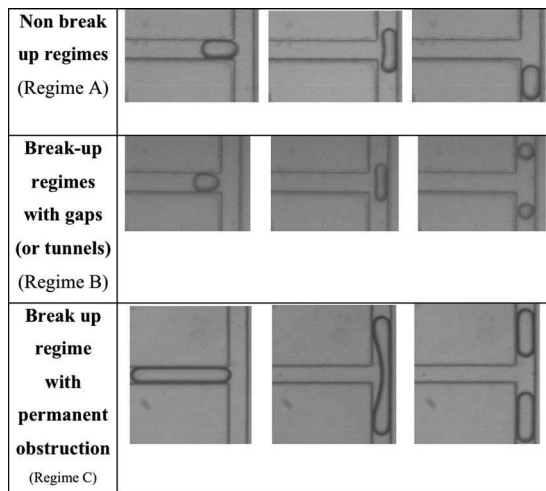 Non break
up regimes
(Regime A)
Break-up
regimes
with gaps
(or tunnels)
(Regime B)
Break up
regime
with
permanent
obstruction
(Regime C)